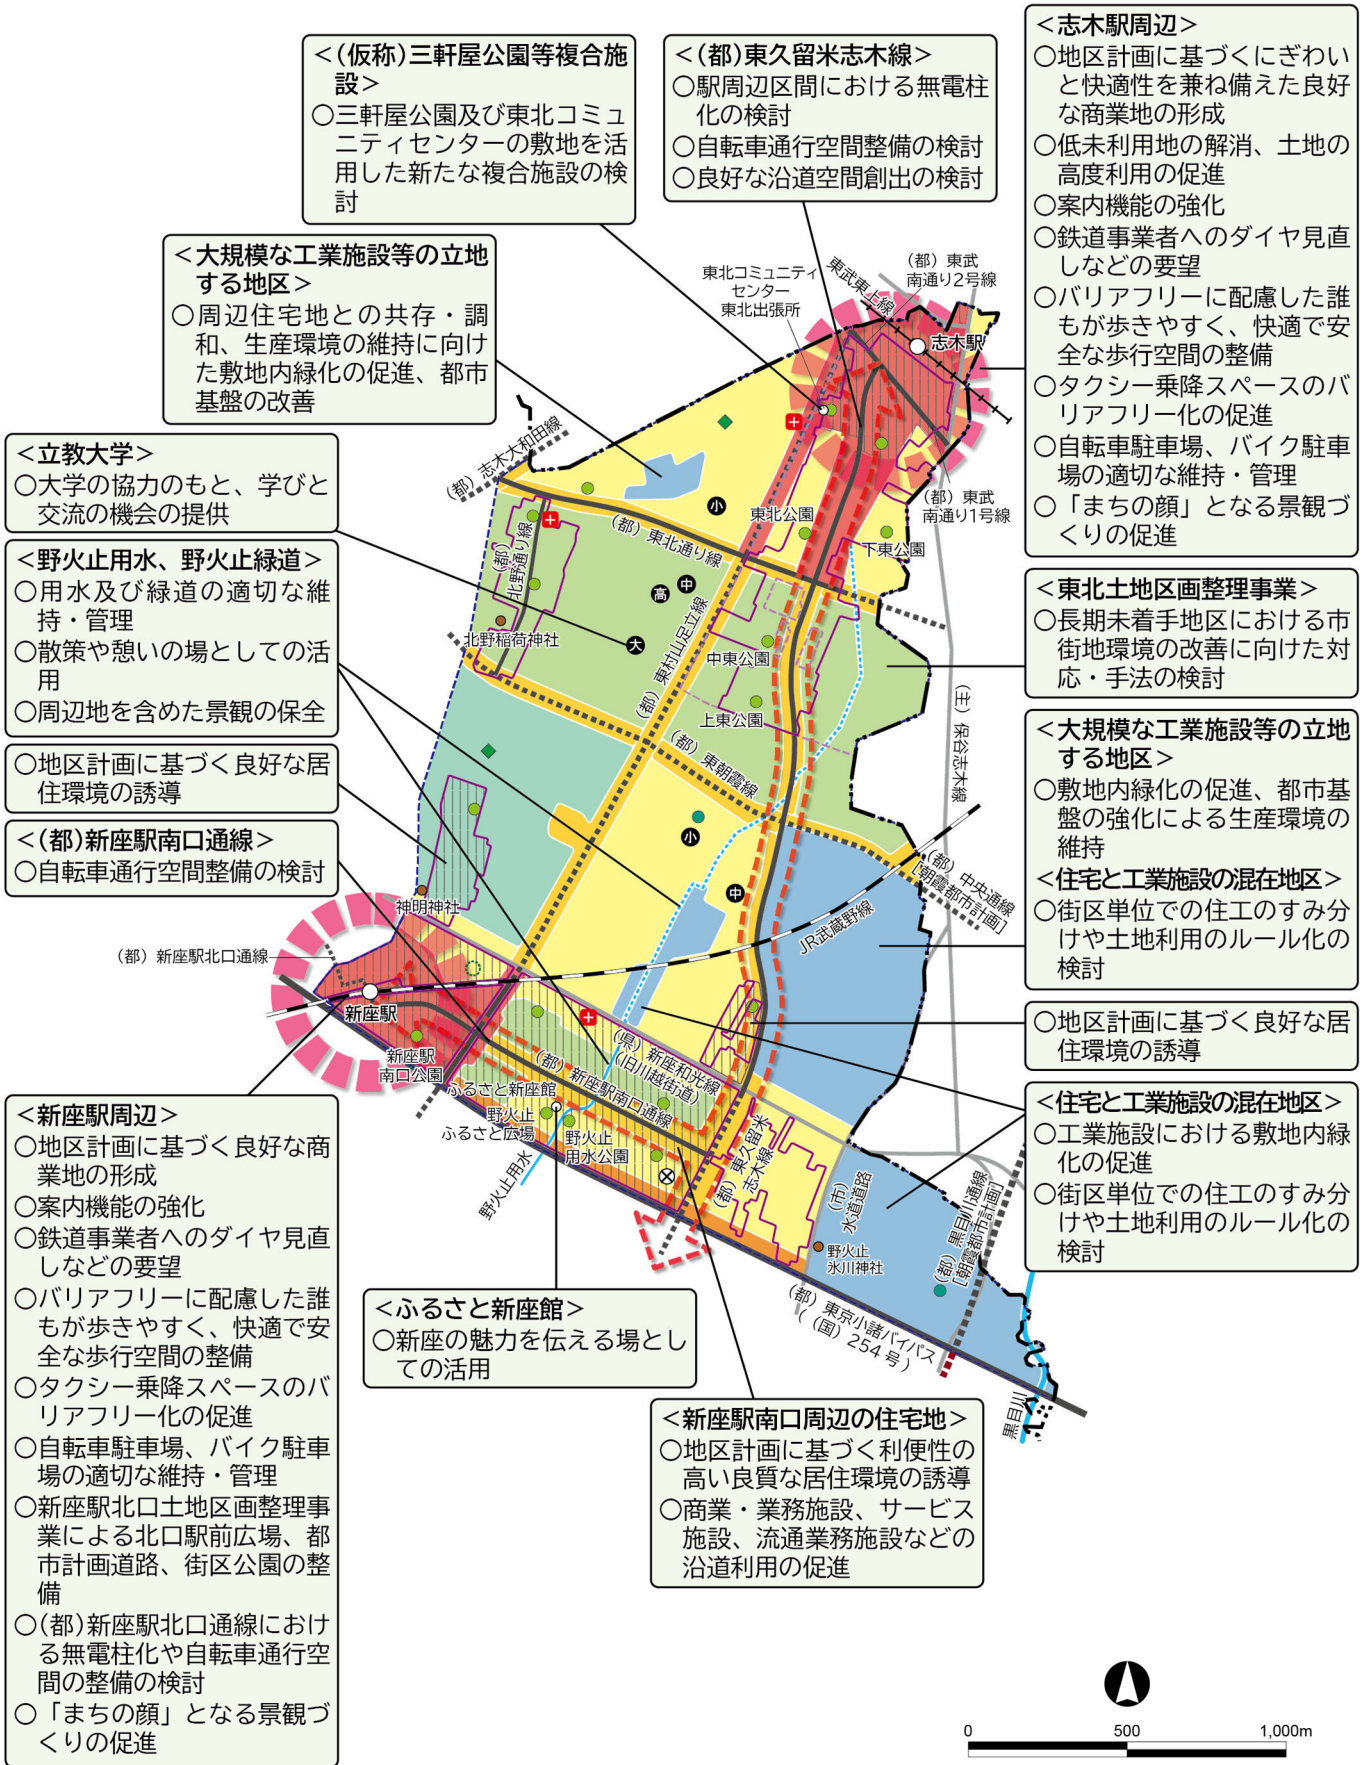 ＜(仮称)三軒屋公園等複合施
設＞
○三軒屋公園及び東北コミュ
ニティセンターの敷地を活
用した新たな複合施設の検
討
＜(都)東久留米志木線＞
○駅周辺区間における無電柱
化の検討
○自転車通行空間整備の検討
○良好な沿道空間創出の検討
＜志木駅周辺＞
○地区計画に基づくにぎわい
と快適性を兼ね備えた良好
な商業地の形成
○低未利用地の解消、土地の
高度利用の促進
○案内機能の強化
○鉄道事業者へのダイヤ見直
しなどの要望
○バリアフリーに配慮した誰
もが歩きやすく、快適で安
全な歩行空間の整備
○タクシー乗降スペースのバ
リアフリー化の促進
○自転車駐車場、バイク駐車
場の適切な維持・管理
○「まちの顔」となる景観づ
くりの促進
＜大規模な工業施設等の立地
する地区＞
○周辺住宅地との共存・調
和、生産環境の維持に向け
た敷地内緑化の促進、都市
基盤の改善
＜立教大学＞
○大学の協力のもと、学びと
交流の機会の提供
＜野火止用水、野火止緑道＞
○用水及び緑道の適切な維
持・管理
○散策や憩いの場としての活
用
○周辺地を含めた景観の保全
○地区計画に基づく良好な居
住環境の誘導
＜(都)新座駅南口通線＞
○自転車通行空間整備の検討
＜東北土地区画整理事業＞
○長期未着手地区における市
街地環境の改善に向けた対
応・手法の検討
＜大規模な工業施設等の立地
する地区＞
○敷地内緑化の促進、都市基
盤の強化による生産環境の
維持
＜住宅と工業施設の混在地区＞
○街区単位での住工のすみ分
けや土地利用のルール化の
検討
○地区計画に基づく良好な居
住環境の誘導
＜住宅と工業施設の混在地区＞
○工業施設における敷地内緑
化の促進
○街区単位での住工のすみ分
けや土地利用のルール化の
検討
＜新座駅周辺＞
○地区計画に基づく良好な商
業地の形成
○案内機能の強化
○鉄道事業者へのダイヤ見直
しなどの要望
○バリアフリーに配慮した誰
もが歩きやすく、快適で安
全な歩行空間の整備
○タクシー乗降スペースのバ
リアフリー化の促進
○自転車駐車場、バイク駐車
場の適切な維持・管理
○新座駅北口土地区画整理事
業による北口駅前広場、都
市計画道路、街区公園の整
備
○(都)新座駅北口通線におけ
る無電柱化や自転車通行空
間の整備の検討
○「まちの顔」となる景観づ
くりの促進
＜ふるさと新座館＞
○新座の魅力を伝える場とし
ての活用
＜新座駅南口周辺の住宅地＞
○地区計画に基づく利便性の
高い良質な居住環境の誘導
○商業・業務施設、サービス
施設、流通業務施設などの
沿道利用の促進
東北コミュニティ
センター
東北出張所
東武東上線
（都）東武
南通り2号線
志木駅
（都）志木大和田線
小
（都）東武
南通り1号線
東北公園
下東公園
（都）東北通り線
（都）
北野通り線
高
中
大
北野稲荷神社
（都）東村山足立線
中東公園
上東公園
（都）東朝霞線
（主）保谷志木線
小
中
（都）中央通線
［朝霞都市計画］
JR武蔵野線
神明神社
（都）新座駅北口通線
新座駅
新座駅
南口公園
（県）新座和光線
（旧川越街道）
（都）新座駅南口通線
ふるさと新座館
野火止
ふるさと広場
野火止
用水公園
野火止用水
（都）東久留米
志木線
（市）
水道道路
野火止
氷川神社
（都）黒目川通線
［朝霞都市計画］
（都）東京小諸バイパス
（（国）254号）
黒目川
0
500
1,000m